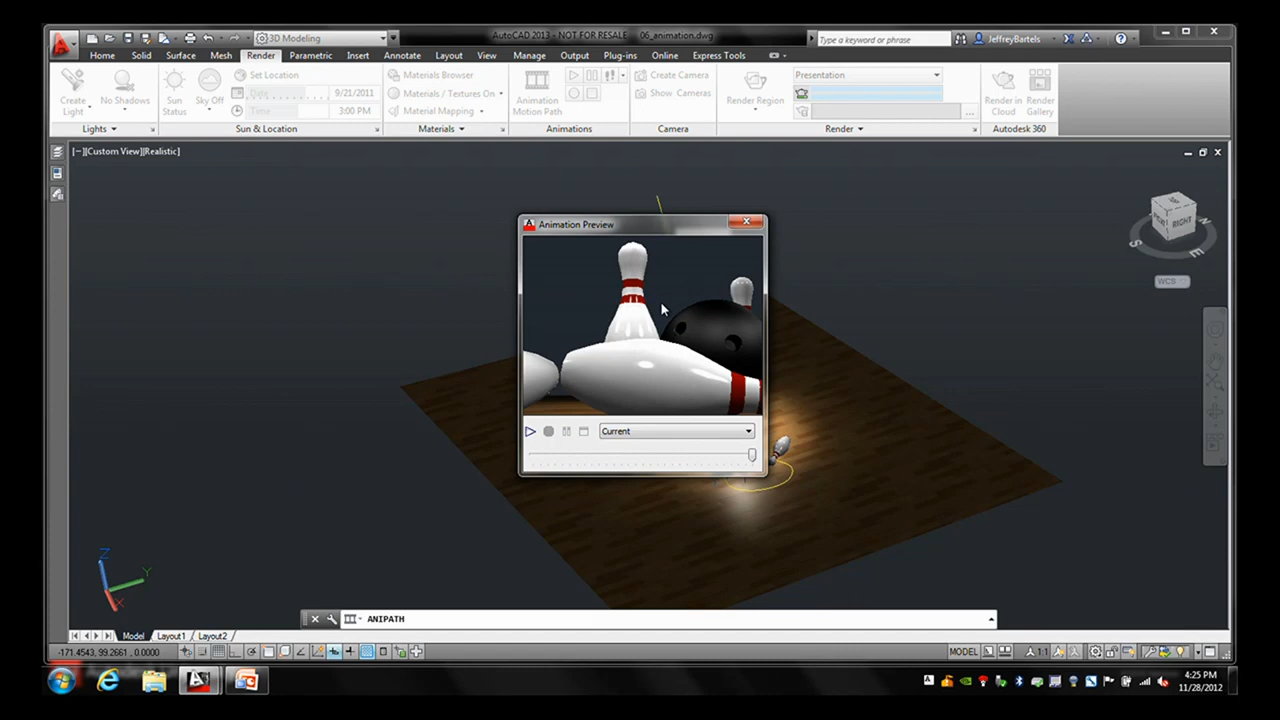 3D Modeling
AutoCAD 2013 - NOT FOR RESALE 06_animation.dwg
Type a keyword or phrase
JeffreyBartels
Home Solid Surface Mesh Render Parametric Insert Annotate Layout View Manage Output Plug-ins Online Express Tools
Create Light
No Shadows
Sun Status
Sky Off
Set Location
Date 9/21/2011
Time 3:00 PM
Materials Browser
Materials / Textures On
Material Mapping
Animation Motion Path
Create Camera
Show Cameras
Render Region
Presentation
Render in Cloud
Render Gallery
Lights Sun & Location Materials Animations Camera Render Autodesk 360
[−][Custom View][Realistic]
RIGHT
S
E
N
WCS
Animation Preview
Current
Z
Y
X
ANIPATH
Model Layout1 Layout2
-171.4543, 99.2661, 0.0000
MODEL
1:1
4:25 PM
11/28/2012